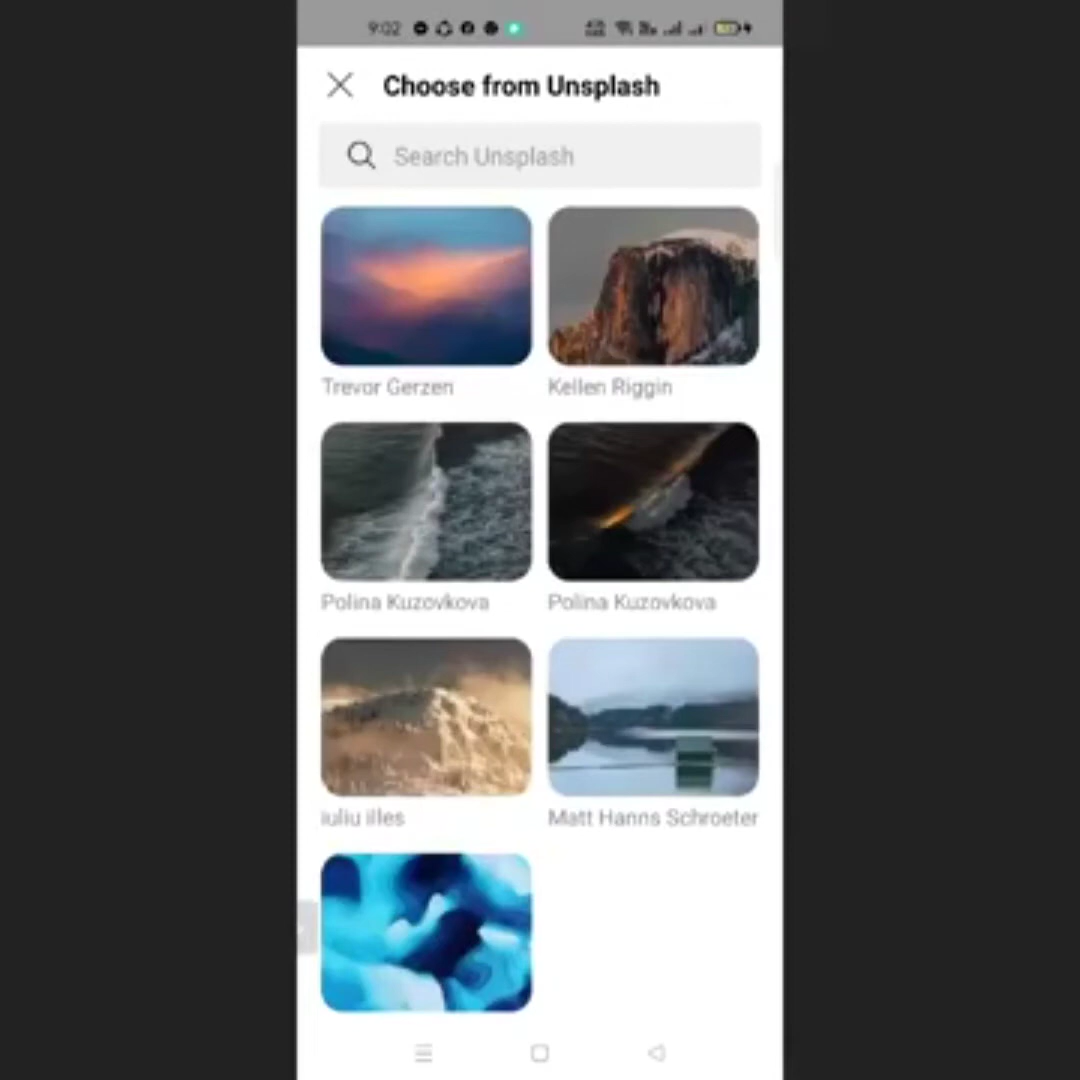 9:02
Choose from Unsplash
Search Unsplash
Trevor Gerzen
Kellen Riggin
Polina Kuzovkova
Polina Kuzovkova
iuliu illes
Matt Hanns Schroeter